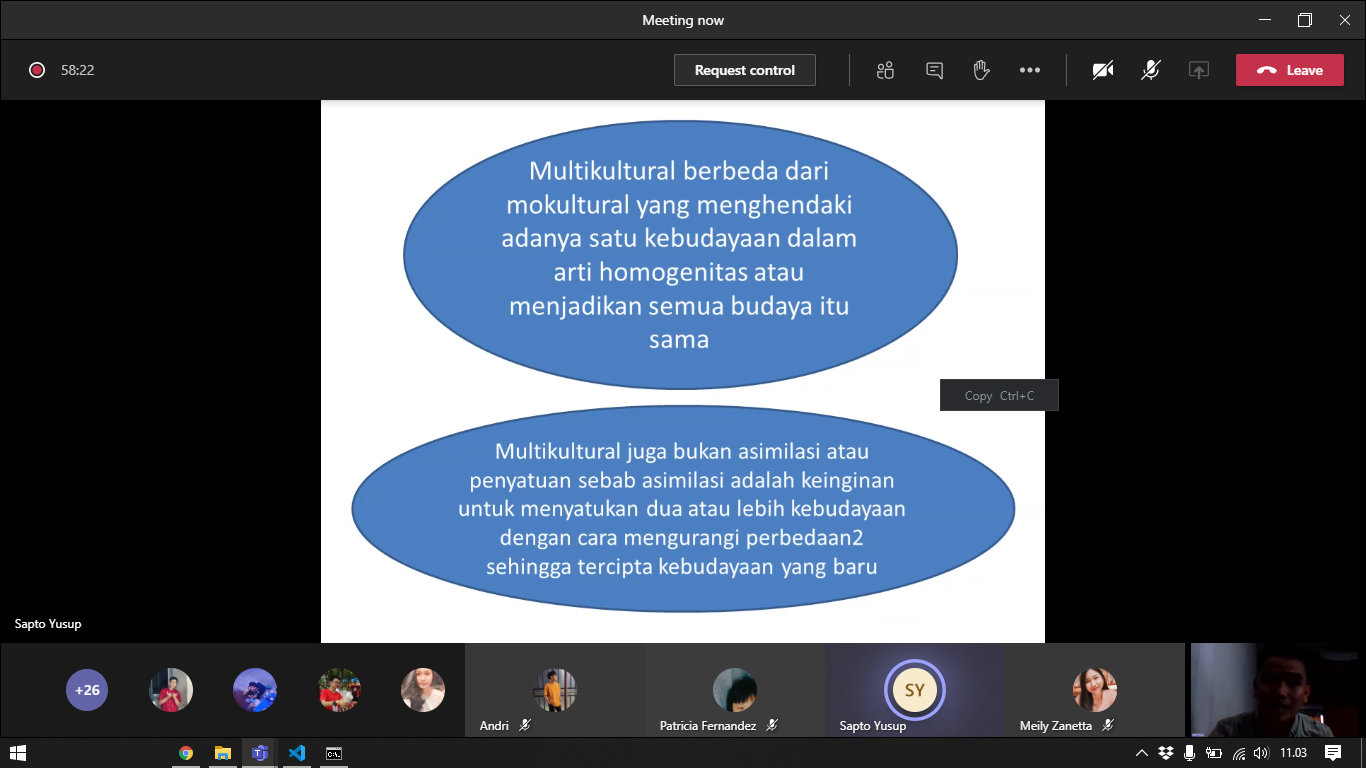 Meeting now
58:22
Request control
Leave
Multikultural berbeda dari
mokultural yang menghendaki
adanya satu kebudayaan dalam
arti homogenitas atau
menjadikan semua budaya itu
sama
Copy Ctrl+C
Multikultural juga bukan asimilasi atau
penyatuan sebab asimilasi adalah keinginan
untuk menyatukan dua atau lebih kebudayaan
dengan cara mengurangi perbedaan2
sehingga tercipta kebudayaan yang baru
Sapto Yusup
+26
SY
Andri
Patricia Fernandez
Sapto Yusup
Meily Zanetta
11.03